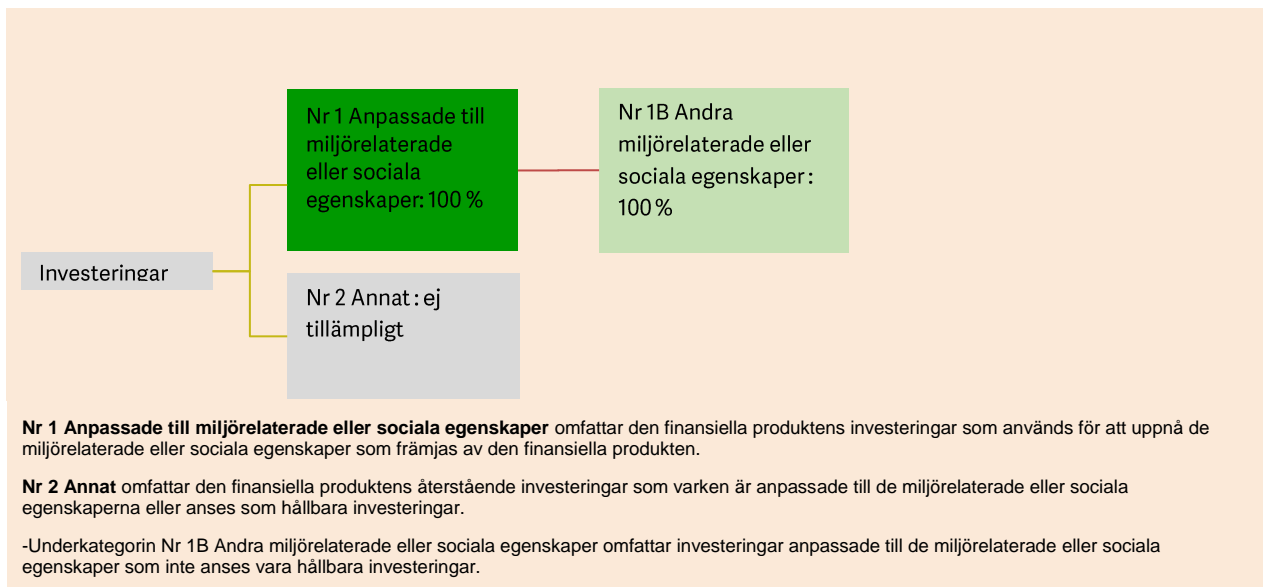 Nr 1 Anpassade till
miljörelaterade
eller sociala
egenskaper: 100 %
Nr 1B Andra
miljörelaterade eller
sociala egenskaper:
100 %
Investeringar
Nr 2 Annat: ej
tillämpligt
Nr 1 Anpassade till miljörelaterade eller sociala egenskaper omfattar den finansiella produktens investeringar som används för att uppnå de
miljörelaterade eller sociala egenskaper som främjas av den finansiella produkten.
Nr 2 Annat omfattar den finansiella produktens återstående investeringar som varken är anpassade till de miljörelaterade eller sociala
egenskaperna eller anses som hållbara investeringar.
-Underkategorin Nr 1B Andra miljörelaterade eller sociala egenskaper omfattar investeringar anpassade till de miljörelaterade eller sociala
egenskaper som inte anses vara hållbara investeringar.